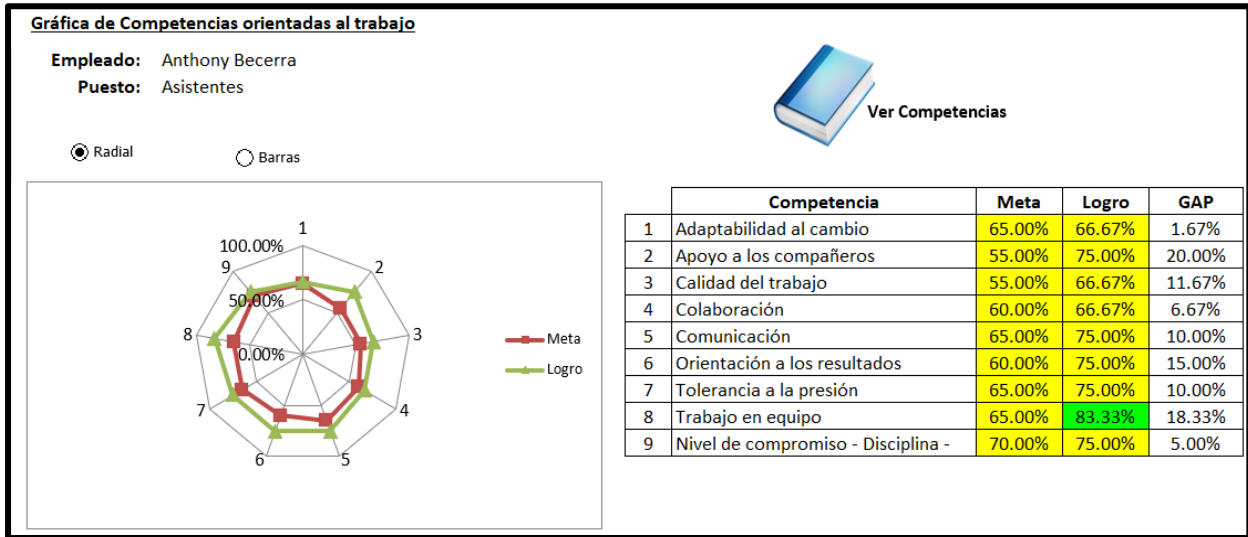 Gráfica de Competencias orientadas al trabajo
Empleado: Anthony Becerra
Puesto: Asistentes
Ver Competencias
Radial
Barras
1
100.00%
9
2
50.00%
8
3
0.00%
7
4
6
5
Meta
Logro
Competencia Meta Logro GAP
1 Adaptabilidad al cambio 65.00% 66.67% 1.67%
2 Apoyo a los compañeros 55.00% 75.00% 20.00%
3 Calidad del trabajo 55.00% 66.67% 11.67%
4 Colaboración 60.00% 66.67% 6.67%
5 Comunicación 65.00% 75.00% 10.00%
6 Orientación a los resultados 60.00% 75.00% 15.00%
7 Tolerancia a la presión 65.00% 75.00% 10.00%
8 Trabajo en equipo 65.00% 83.33% 18.33%
9 Nivel de compromiso - Disciplina - 70.00% 75.00% 5.00%